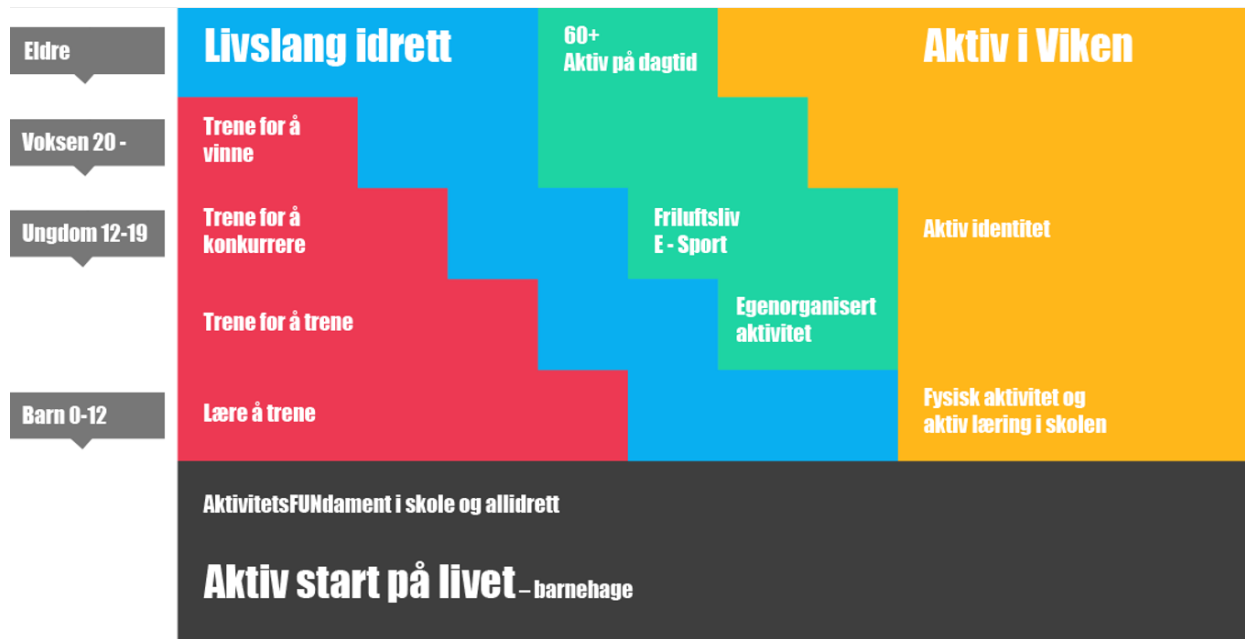 Eldre
Livslang idrett
60+
Aktiv på dagtid
Aktiv i Viken
Voksen 20 -
Trene for å
vinne
Ungdom 12-19
Trene for å
konkurrere
Friluftsliv
E - Sport
Aktiv identitet
Trene for å trene
Egenorganisert
aktivitet
Barn 0-12
Lære å trene
Fysisk aktivitet og
aktiv læring i skolen
AktivitetsFUNdament i skole og allidrett
Aktiv start på livet – barnehage